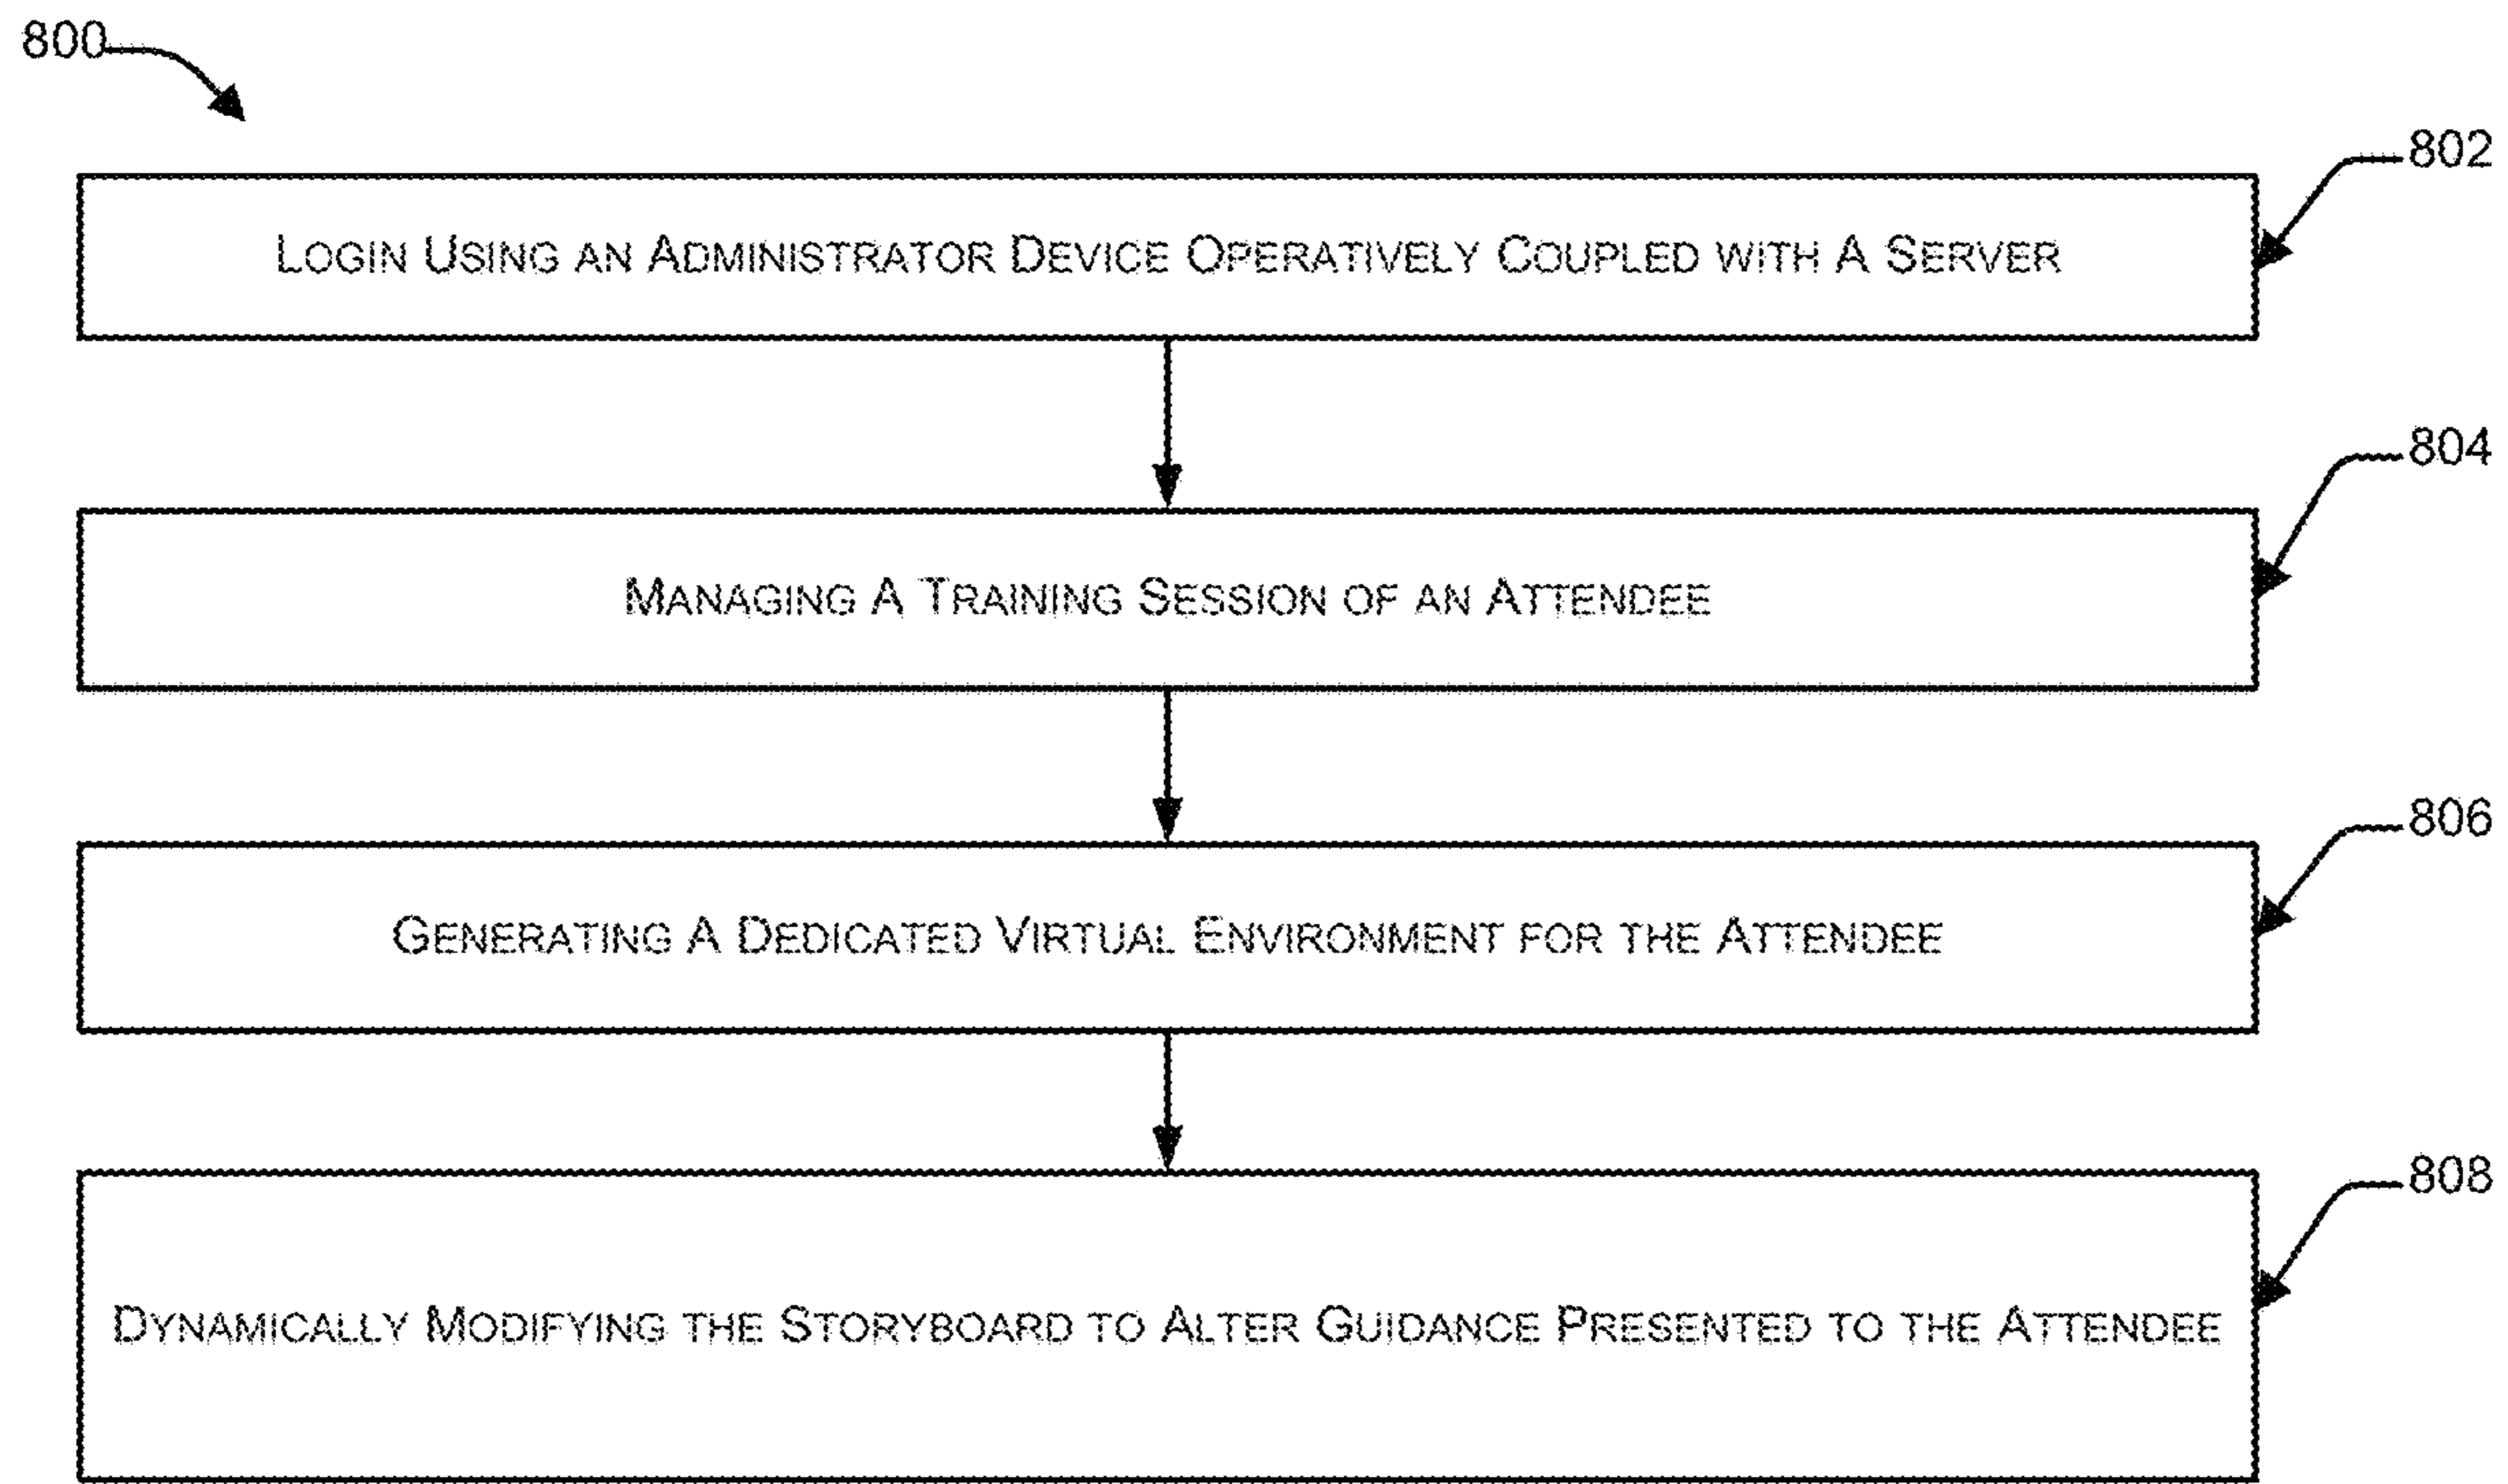 800
802
LOGIN USING AN ADMINISTRATOR DEVICE OPERATIVELY COUPLED WITH A SERVER
804
MANAGING A TRAINING SESSION OF AN ATTENDEE
806
GENERATING A DEDICATED VIRTUAL ENVIRONMENT FOR THE ATTENDEE
808
DYNAMICALLY MODIFYING THE STORYBOARD TO ALTER GUIDANCE PRESENTED TO THE ATTENDEE